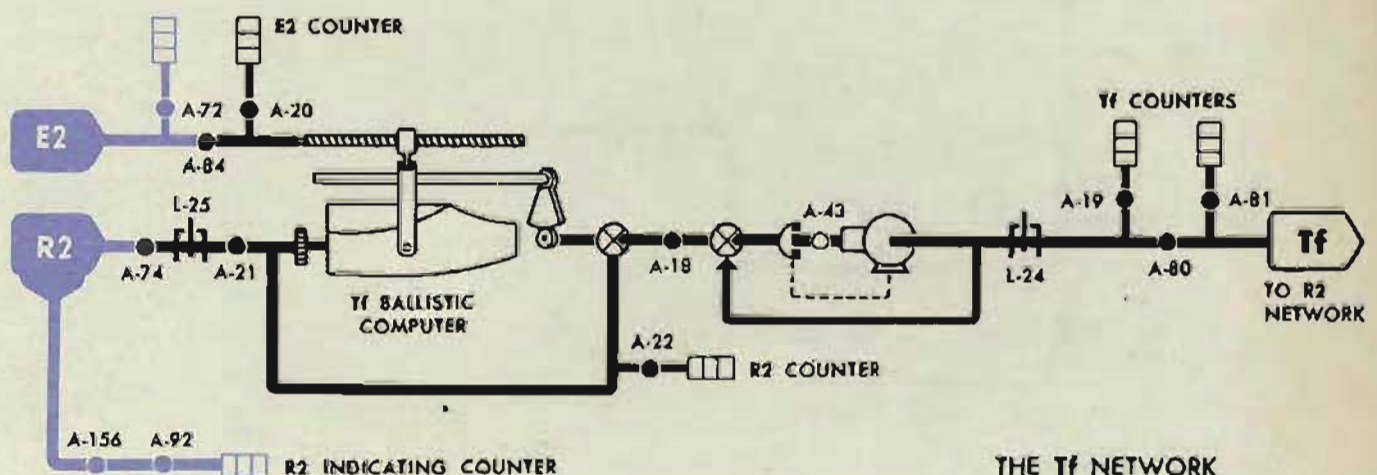 E2 COUNTER
A-72
A-20
E2
A-84
Tf COUNTERS
L-25
A-19
A-43
A-81
R2
A-74
A-21
A-18
L-24
A-80
Tf
Tf BALLISTIC
COMPUTER
TO R2
NETWORK
A-22
R2 COUNTER
A-156
A-92
R2 INDICATING COUNTER
THE Tf NETWORK